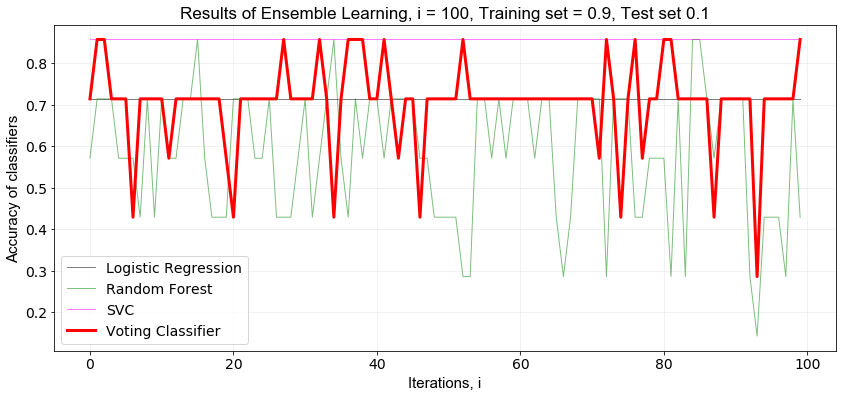 Results of Ensemble Learning, i = 100, Training set = 0.9, Test set 0.1
Accuracy of classifiers
0.8
0.7
0.6
0.5
0.4
0.3
0.2
Logistic Regression
Random Forest
SVC
Voting Classifier
0 20 40 60 80 100
Iterations, i